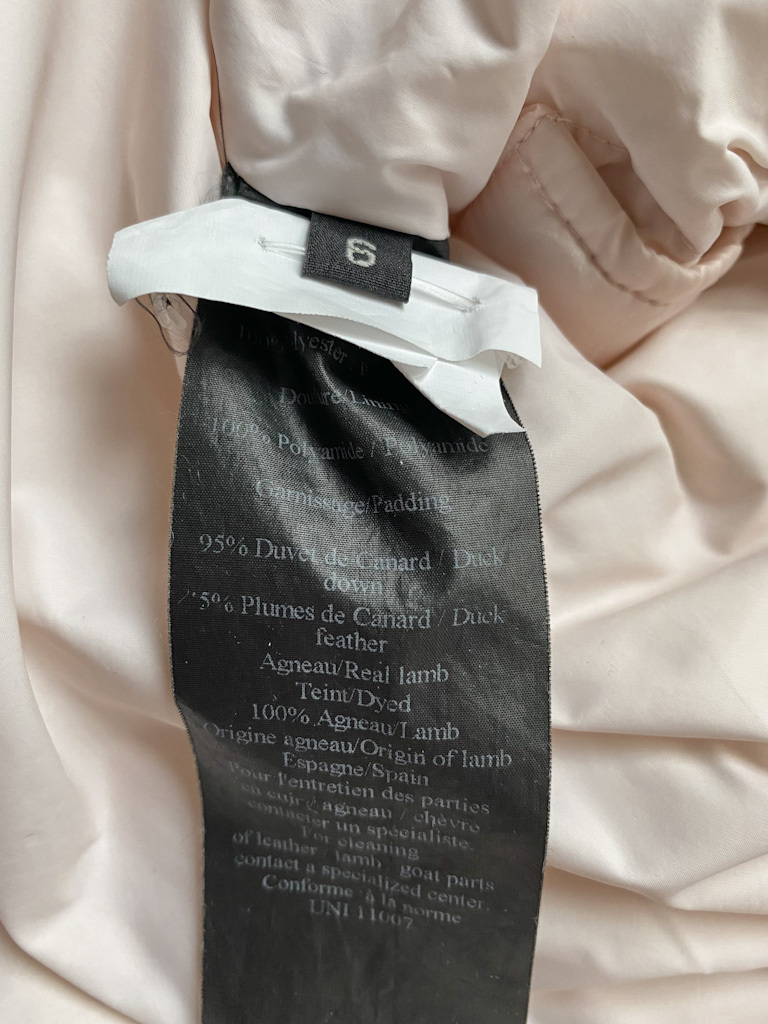 6
100%
Doublure/Lining
100% Polyamide / Polyamide
Garnissage/Padding
95% Duvet de Canard / Duck
down
5% Plumes de Canard / Duck
feather
Agneau/Real lamb
Teint/Dyed
100% Agneau/Lamb
Origine agneau/Origin of lamb
Espagne/Spain
Pour l'entretien des parties
en cuir / agneau / chèvre
contacter un spécialiste.
For cleaning
of leather / lamb / goat parts
contact a specialized center.
Conforme à la norme
UNI 11007